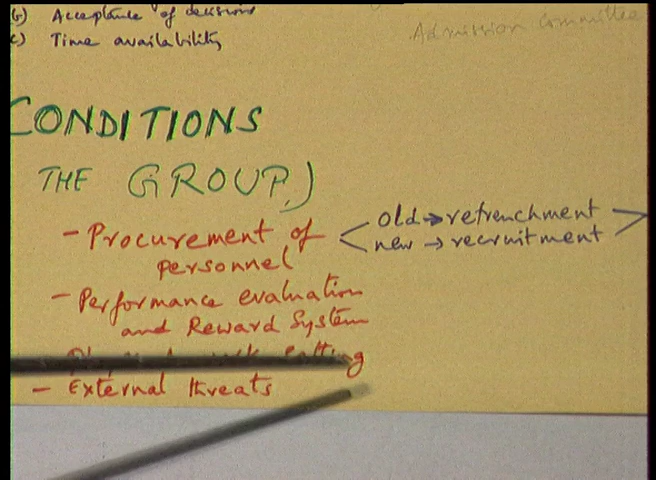 (b) Acceptance of decisions
c) Time availability
Admission Committee
CONDITIONS
THE GROUP)
- Procurement of personnel
old → retrenchment
new → recruitment
- Performance evaluation
and Reward System
- External threats